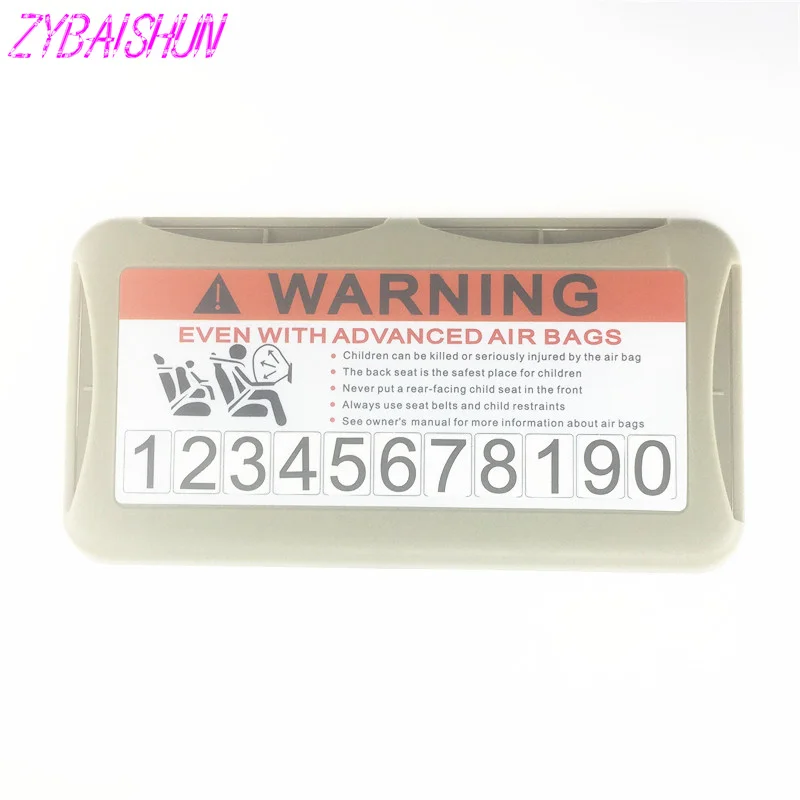 ZYBAISHUN
WARNING
EVEN WITH ADVANCED AIR BAGS
• Children can be killed or seriously injured by the air bag
• The back seat is the safest place for children
• Never put a rear-facing child seat in the front
• Always use seat belts and child restraints
• See owner's manual for more information about air bags
12345678190